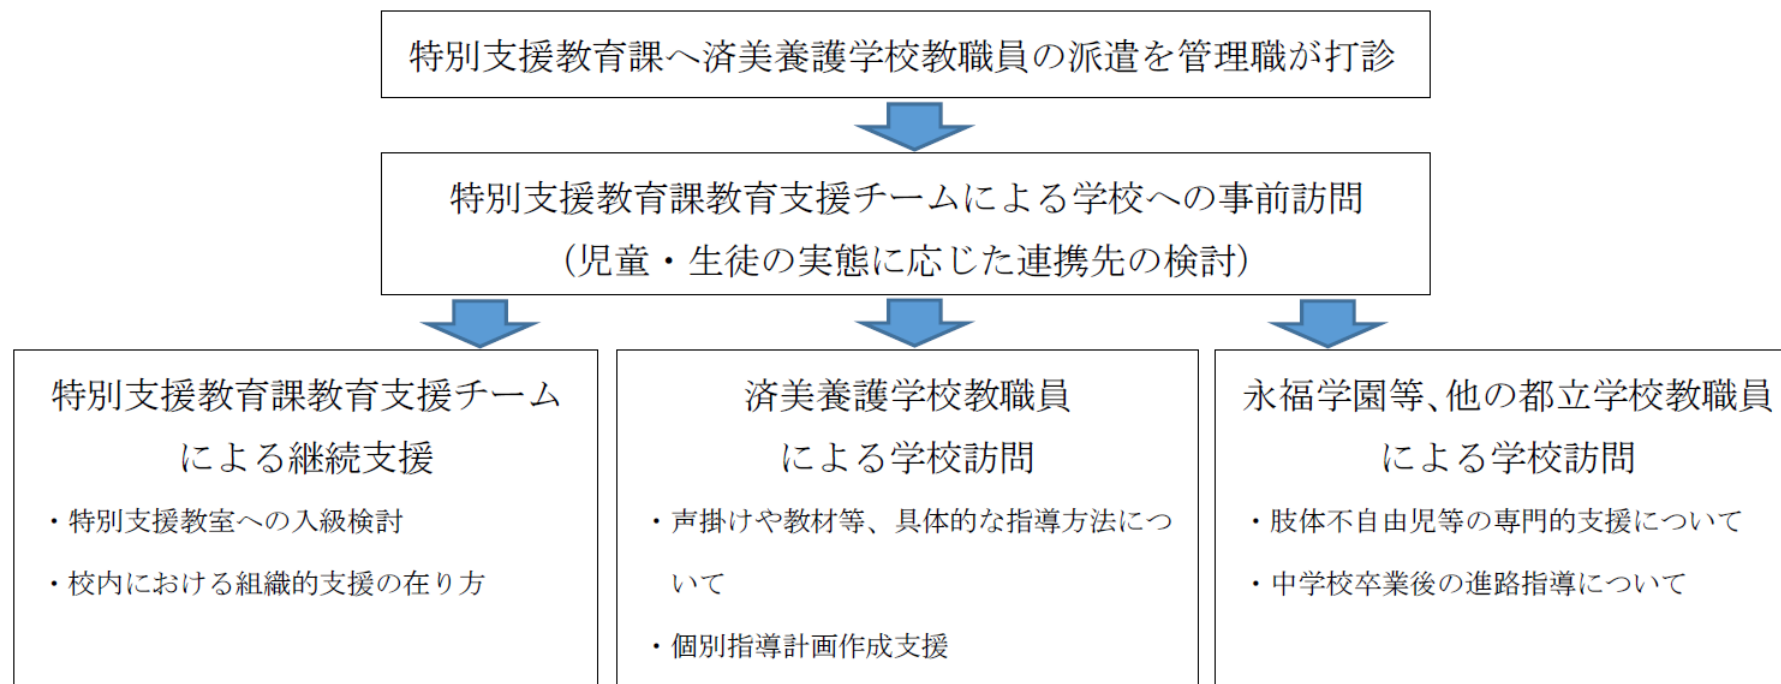 特別支援教育課へ済美養護学校教職員の派遣を管理職が打診
特別支援教育課教育支援チームによる学校への事前訪問
（児童・生徒の実態に応じた連携先の検討）
特別支援教育課教育支援チーム
による継続支援
・特別支援教室への入級検討
・校内における組織的支援の在り方
済美養護学校教職員
による学校訪問
・声掛けや教材等、具体的な指導方法につ
いて
・個別指導計画作成支援
永福学園等、他の都立学校教職員
による学校訪問
・肢体不自由児等の専門的支援について
・中学校卒業後の進路指導について